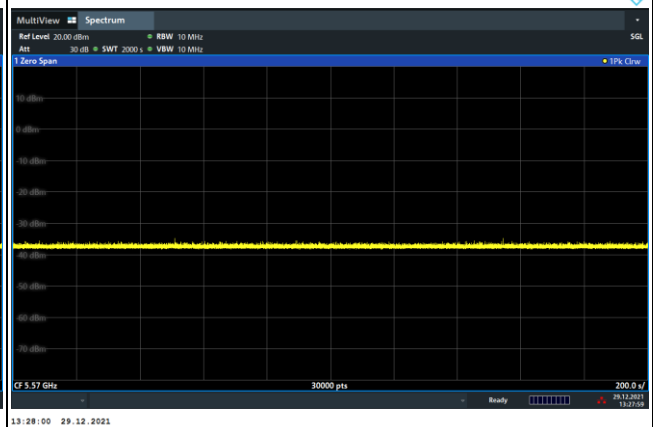 MultiView Spectrum
Ref Level 20.00 dBm RBW 10 MHz SGL
Att 30 dB SWT 2000 s VBW 10 MHz
1 Zero Span 1Pk Clrw
10 dBm
0 dBm
-10 dBm
-20 dBm
-30 dBm
-40 dBm
-50 dBm
-60 dBm
-70 dBm
CF 5.57 GHz 30000 pts 200.0 s/
Ready 29.12.2021
13:27:59
13:28:00 29.12.2021